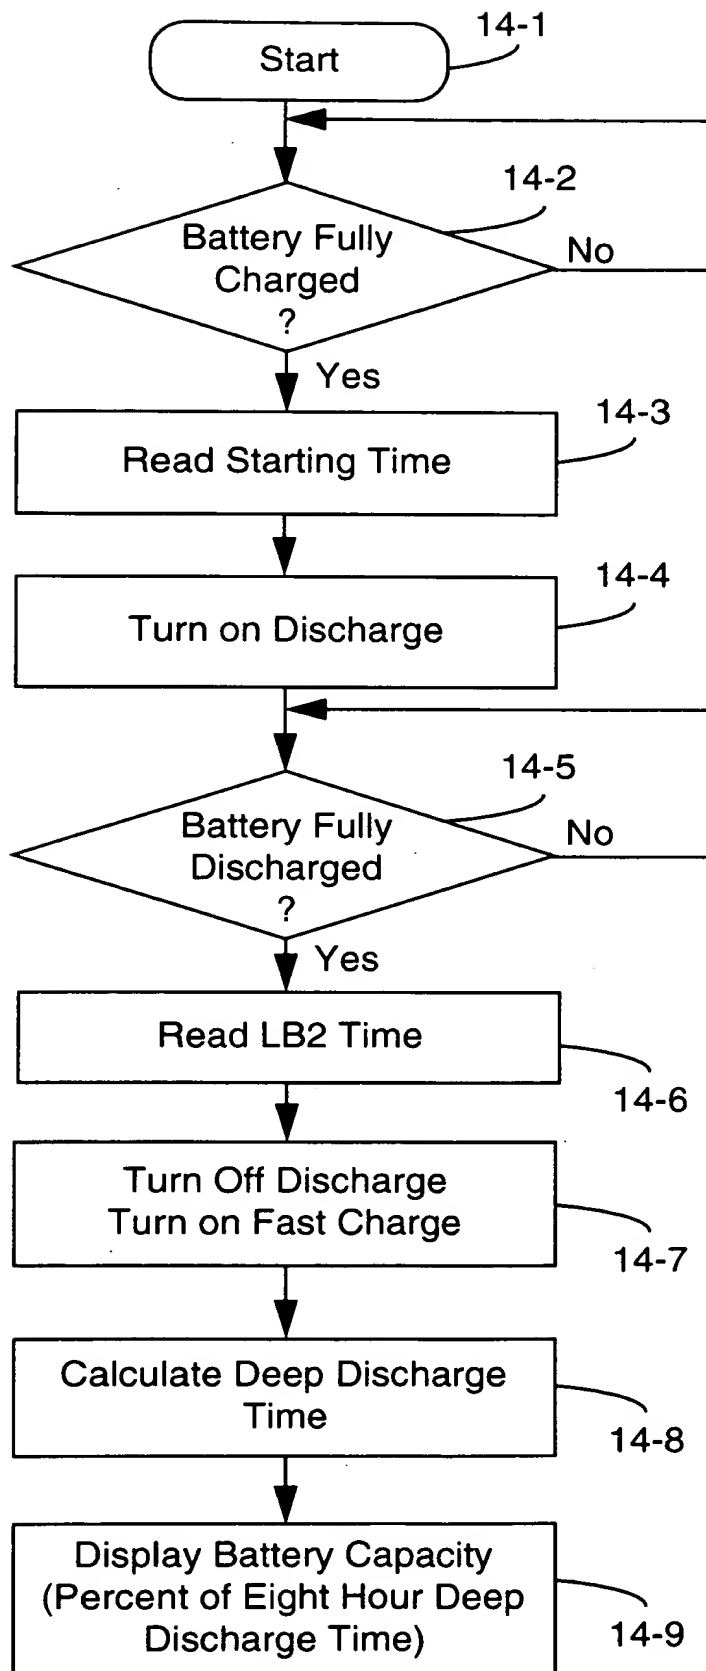 Start
14-1
14-2
Battery Fully
Charged
?
No
Yes
14-3
Read Starting Time
14-4
Turn on Discharge
14-5
Battery Fully
Discharged
?
No
Yes
Read LB2 Time
14-6
Turn Off Discharge
Turn on Fast Charge
14-7
Calculate Deep Discharge
Time
14-8
Display Battery Capacity
(Percent of Eight Hour Deep
Discharge Time)
14-9